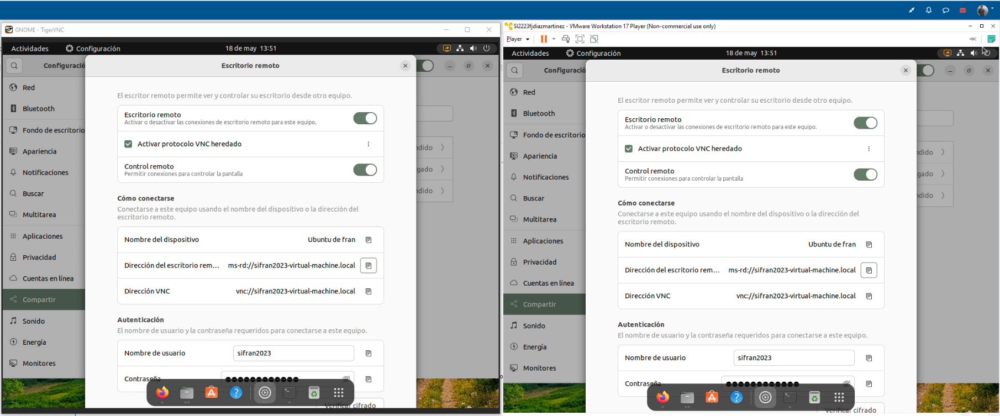 GNOME - TigerVNC
Actividades
Configuración
18 de may 13:51
Configuració
Escritorio remoto
Red
Bluetooth
Fondo de escritorio
Apariencia
Notificaciones
Buscar
Multitarea
Aplicaciones
Privacidad
Cuentas en línea
Compartir
Sonido
Energía
Monitores
El escritor remoto permite ver y controlar su escritorio desde otro equipo.
Escritorio remoto
Activar o desactivar las conexiones de escritorio remoto para este equipo.
Activar protocolo VNC heredado
Control remoto
Permitir conexiones para controlar la pantalla
ndido
gado
ndido
Cómo conectarse
Conectarse a este equipo usando el nombre del dispositivo o la dirección del
escritorio remoto.
Nombre del dispositivo
Ubuntu de fran
Dirección del escritorio rem...
ms-rd://sifran2023-virtual-machine.local
Dirección VNC
vnc://sifran2023-virtual-machine.local
Autenticación
El nombre de usuario y la contraseña requeridos para conectarse a este equipo.
Nombre de usuario
sifran2023
Contraseña
Verificar cifrado
SI2223fjdiazmartinez - VMware Workstation 17 Player (Non-commercial use only)
Player
Actividades
Configuración
18 de may 13:51
Configuració
Escritorio remoto
Red
Bluetooth
Fondo de escritorio
Apariencia
Notificaciones
Buscar
Multitarea
Aplicaciones
Privacidad
Cuentas en línea
Compartir
Sonido
Energía
Monitores
El escritor remoto permite ver y controlar su escritorio desde otro equipo.
Escritorio remoto
Activar o desactivar las conexiones de escritorio remoto para este equipo.
Activar protocolo VNC heredado
Control remoto
Permitir conexiones para controlar la pantalla
ndido
gado
ndido
Cómo conectarse
Conectarse a este equipo usando el nombre del dispositivo o la dirección del
escritorio remoto.
Nombre del dispositivo
Ubuntu de fran
Dirección del escritorio rem...
ms-rd://sifran2023-virtual-machine.local
Dirección VNC
vnc://sifran2023-virtual-machine.local
Autenticación
El nombre de usuario y la contraseña requeridos para conectarse a este equipo.
Nombre de usuario
sifran2023
Contraseña
Verificar cifrado